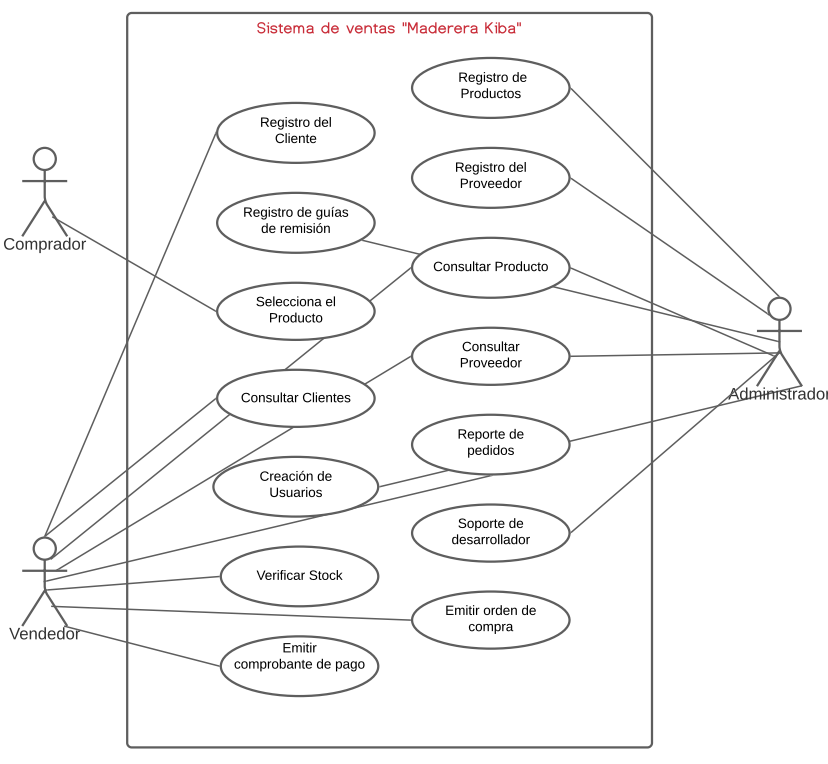 Sistema de ventas "Maderera Kiba"
Registro de
Productos
Registro del
Cliente
Registro del
Proveedor
Registro de guías
de remisión
Comprador
Consultar Producto
Selecciona el
Producto
Consultar
Proveedor
Administrador
Consultar Clientes
Reporte de
pedidos
Creación de
Usuarios
Soporte de
desarrollador
Verificar Stock
Emitir orden de
compra
Vendedor
Emitir
comprobante de pago